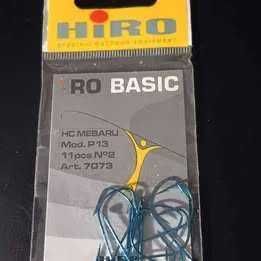 HiRO
RO BASIC
HC MEBARU
Mod. P13
11pcs Nº2
Art. 7073